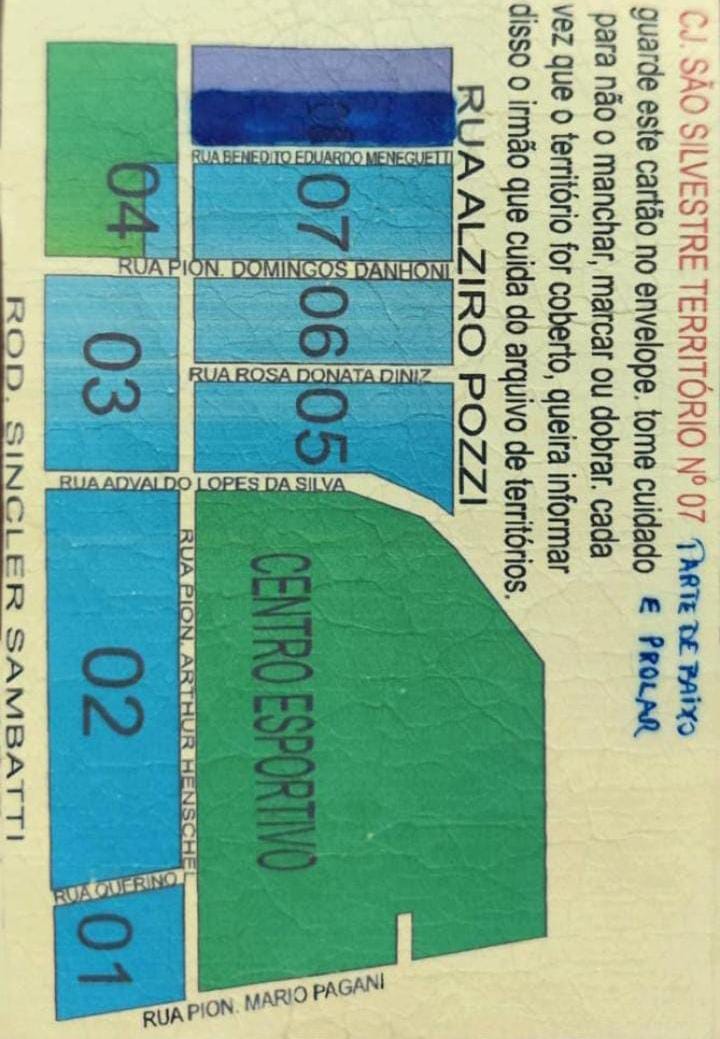 CJ. SÃO SILVESTRE TERRITÓRIO Nº 07 PARTE DE BAIXO
guarde este cartão no envelope. tome cuidado E PROLAR
para não o manchar, marcar ou dobrar. cada
vez que o território for coberto, queira informar
disso o irmão que cuida do arquivo de territórios.
RUA ALZIRO POZZI
08
RUA BENEDITO EDUARDO MENEGUETTI
07
RUA PION. DOMINGOS DANHONI
06
RUA ROSA DONATA DINIZ
05
RUA ADVALDO LOPES DA SILVA
CENTRO ESPORTIVO
RUA PION. MARIO PAGANI
RUA PION. ARTHUR HENSCHEL
04
03
02
RUA QUERINO
01
ROD. SINCLER SAMBATTI